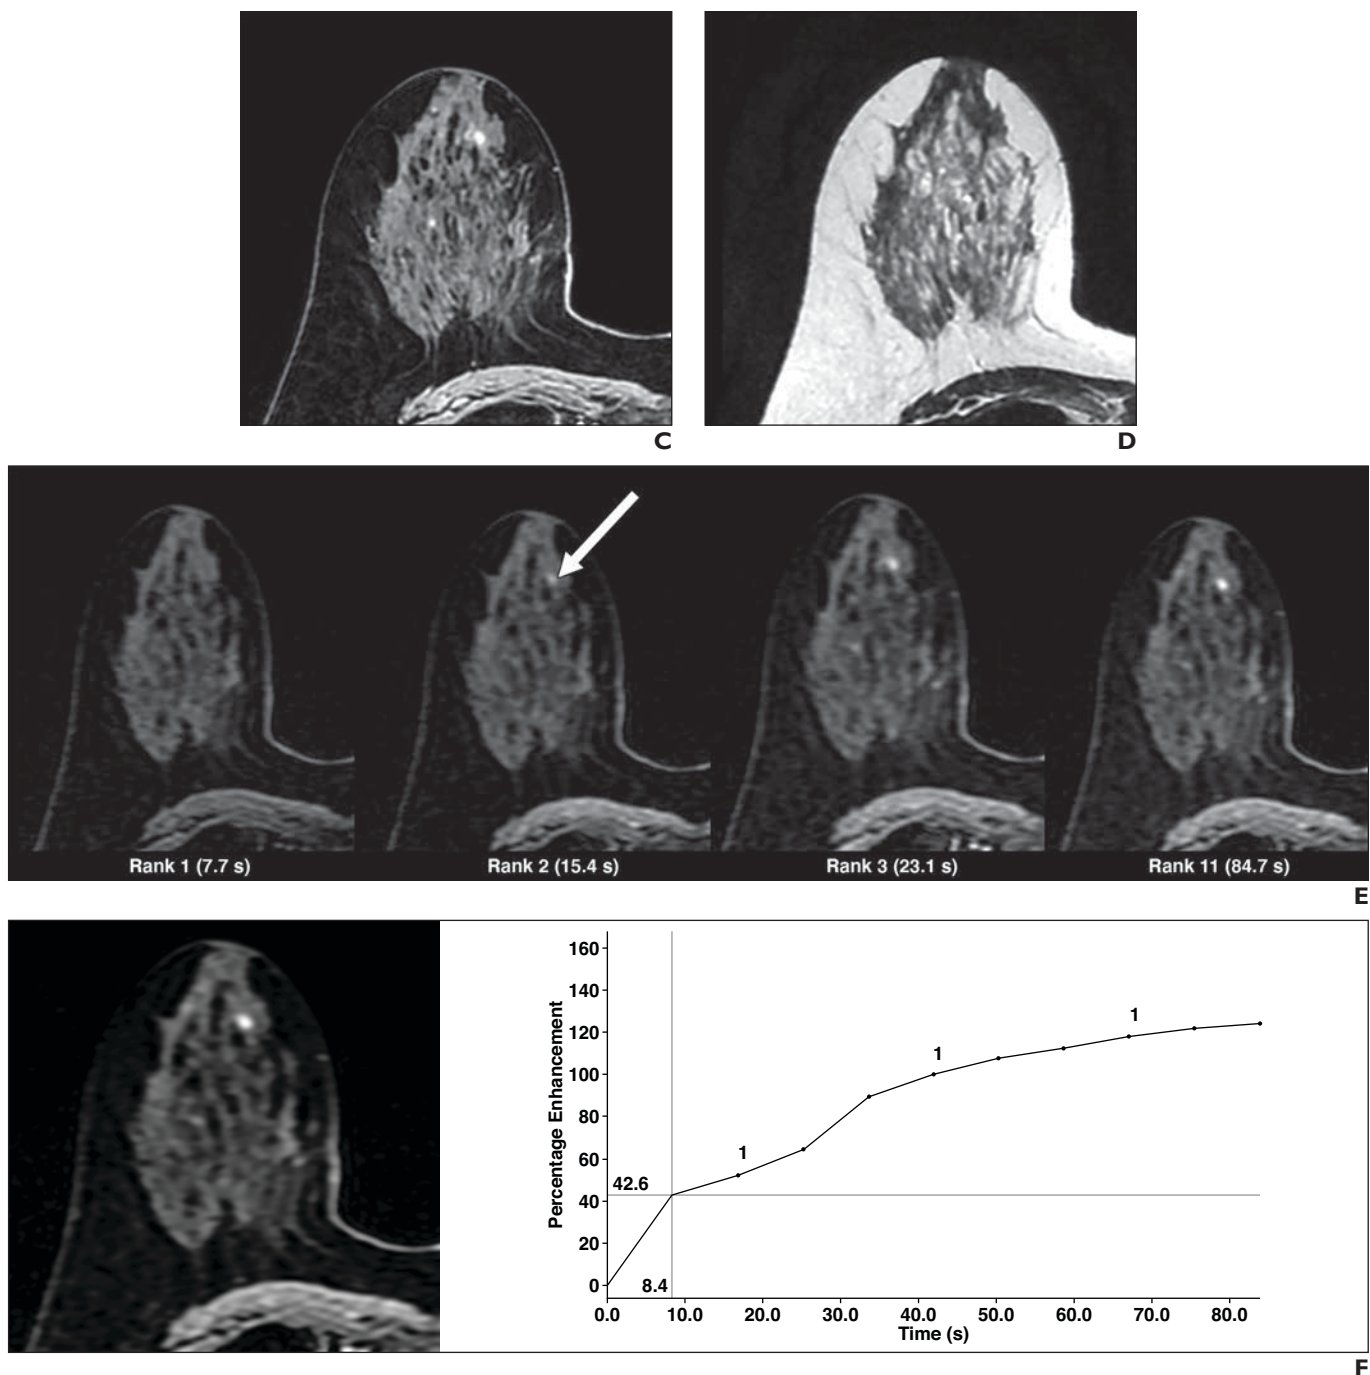 C
D
Rank 1 (7.7 s)
Rank 2 (15.4 s)
Rank 3 (23.1 s)
Rank 11 (84.7 s)
E
160
140
120
100
80
60
40
20
0
Percentage Enhancement
42.6
8.4
1
1
1
0.0 10.0 20.0 30.0 40.0 50.0 60.0 70.0 80.0
Time (s)
F